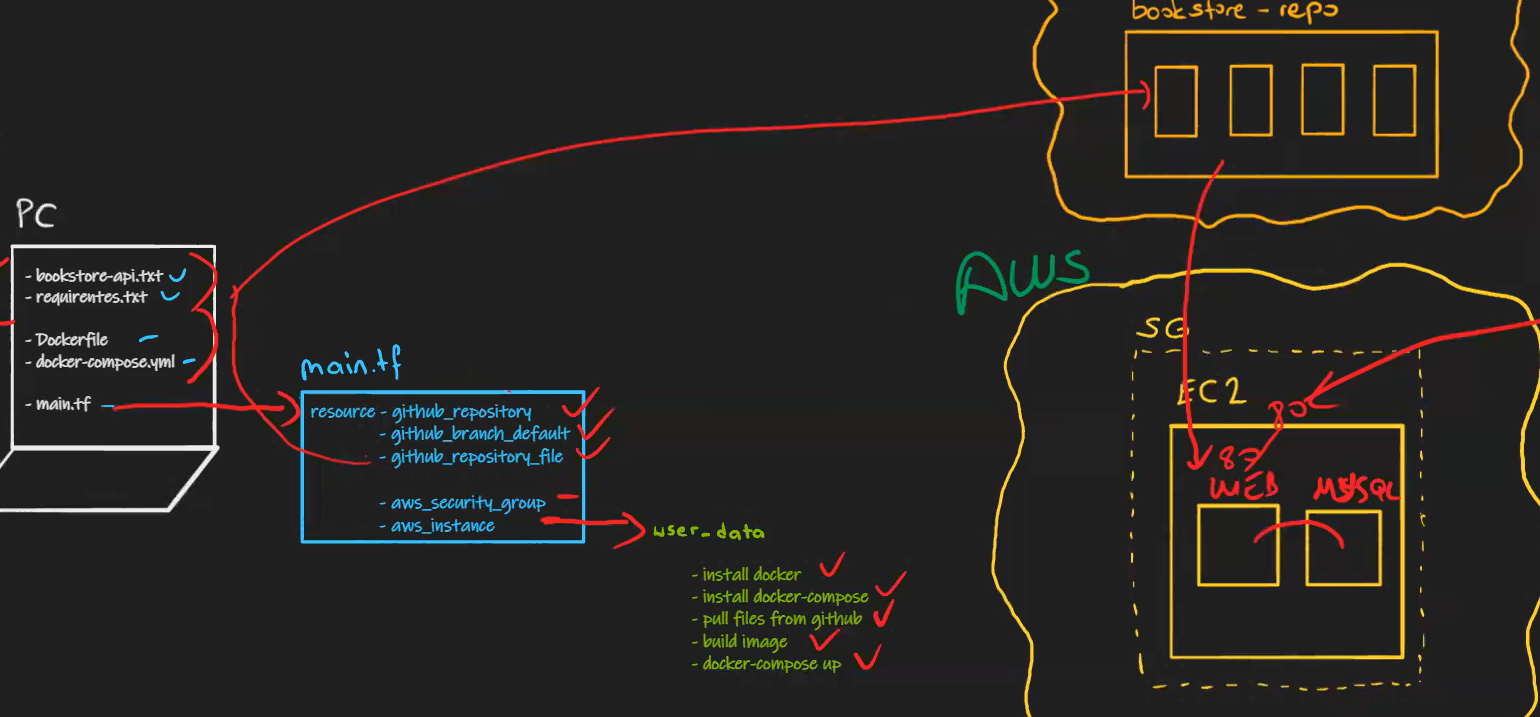 bookstore - repo
PC
- bookstore-api.txt
- requirentes.txt
- Dockerfile
- docker-compose.yml
- main.tf
main.tf
resource - github_repository
- github_branch_default
- github_repository_file
- aws_security_group
- aws_instance
user_data
- install docker
- install docker-compose
- pull files from github
- build image
- docker-compose up
AWS
SG
EC2
80
WEB
MySQL